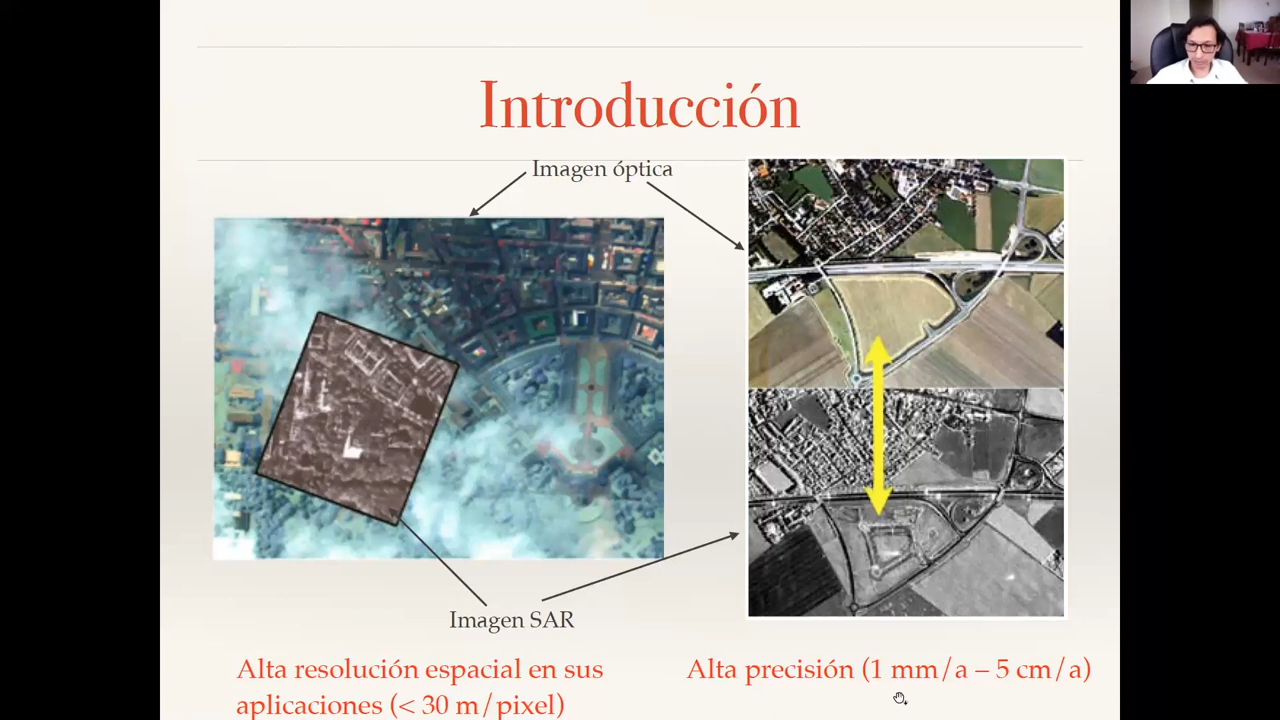 Introducción
Imagen óptica
Imagen SAR
Alta resolución espacial en sus
aplicaciones (< 30 m/pixel)
Alta precisión (1 mm/a – 5 cm/a)